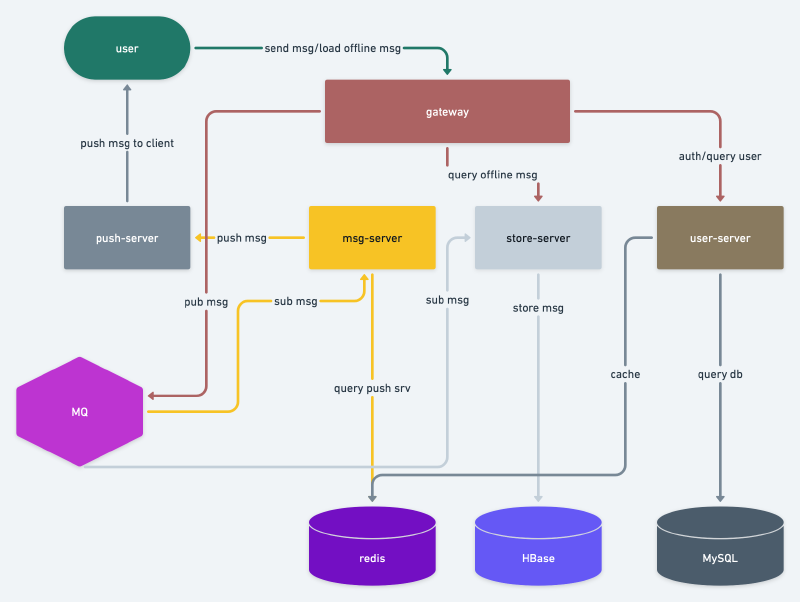 user
send msg/load offline msg
gateway
push msg to client
auth/query user
query offline msg
push-server
push msg
msg-server
store-server
user-server
pub msg
sub msg
sub msg
store msg
cache
query db
query push srv
MQ
redis
HBase
MySQL